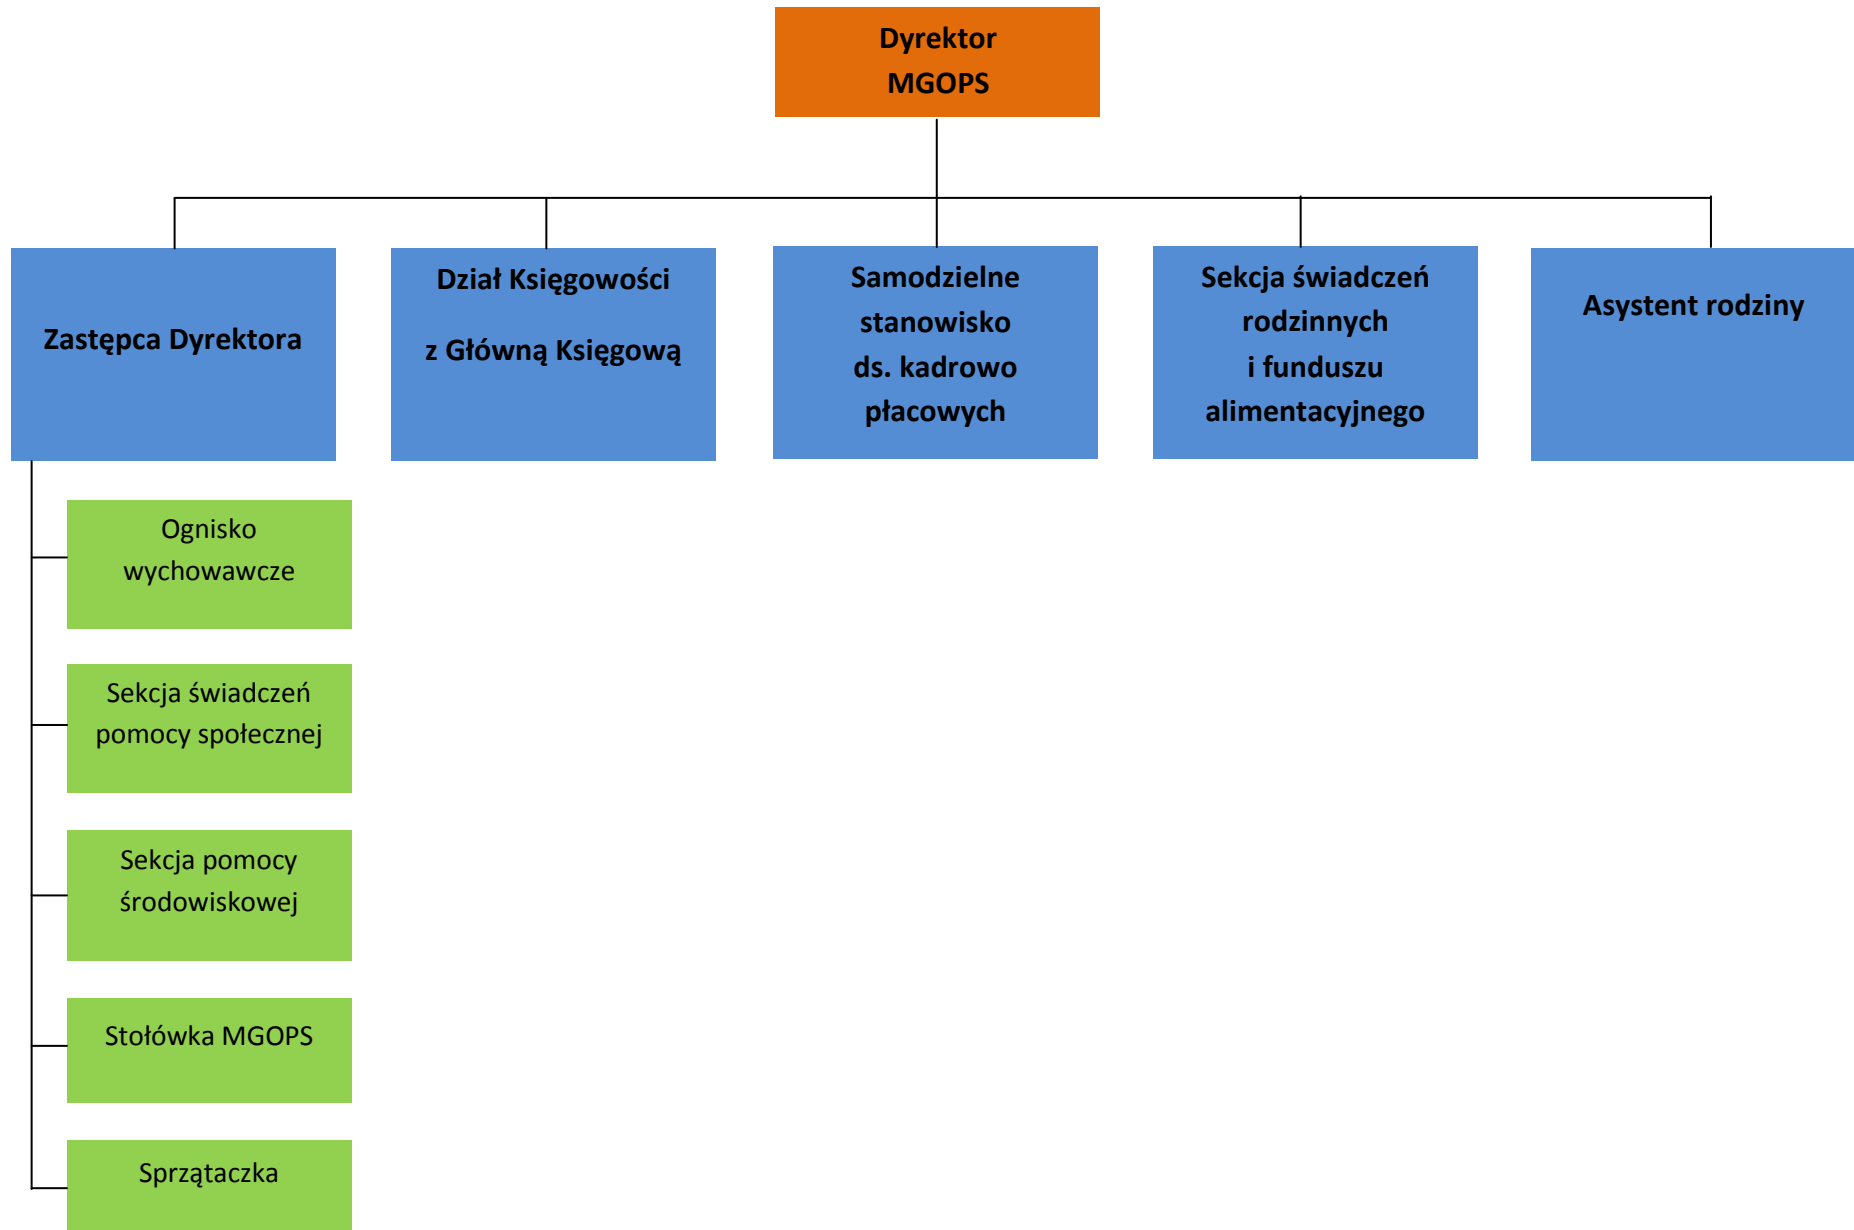 Dyrektor
MGOPS
Zastępca Dyrektora
Dział Księgowości
z Główną Księgową
Samodzielne
stanowisko
ds. kadrowo
płacowych
Sekcja świadczeń
rodzinnych
i funduszu
alimentacyjnego
Asystent rodziny
Ognisko
wychowawcze
Sekcja świadczeń
pomocy społecznej
Sekcja pomocy
środowiskowej
Stołówka MGOPS
Sprzątaczka